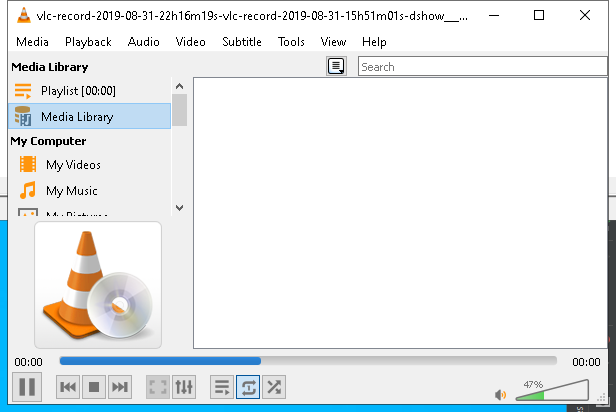 vlc-record-2019-08-31-22h16m19s-vlc-record-2019-08-31-15h51m01s-dshow__...
Media Playback Audio Video Subtitle Tools View Help
Media Library
Search
Playlist [00:00]
Media Library
My Computer
My Videos
My Music
My Pictures
00:00
00:00
47%